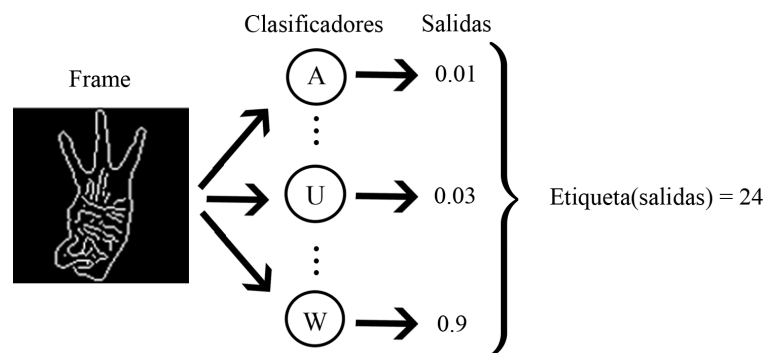 Clasificadores Salidas
Frame
A 0.01
U 0.03
Etiqueta(salidas) = 24
W 0.9